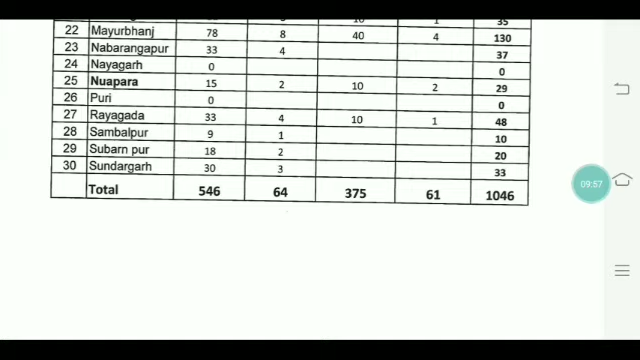 10 1 35
22 Mayurbhanj 78 8 40 4 130
23 Nabarangapur 33 4 37
24 Nayagarh 0 0
25 Nuapara 15 2 10 2 29
26 Puri 0 0
27 Rayagada 33 4 10 1 48
28 Sambalpur 9 1 10
29 Subarn pur 18 2 20
30 Sundargarh 30 3 33
Total 546 64 375 61 1046
09:57